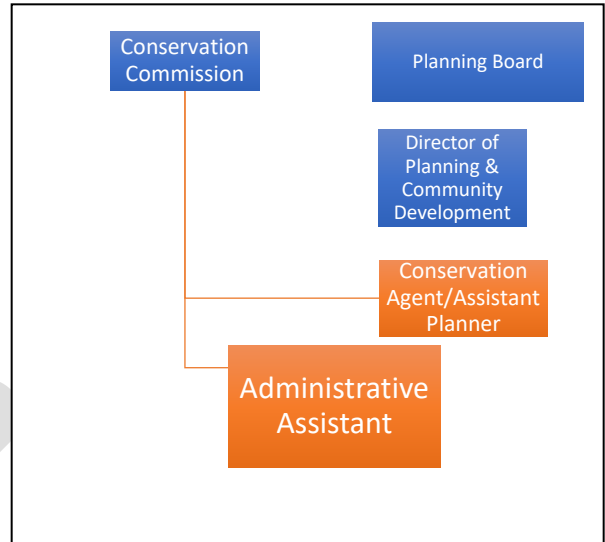 Conservation
Commission
Planning Board
Director of
Planning &
Community
Development
Conservation
Agent/Assistant
Planner
Administrative
Assistant